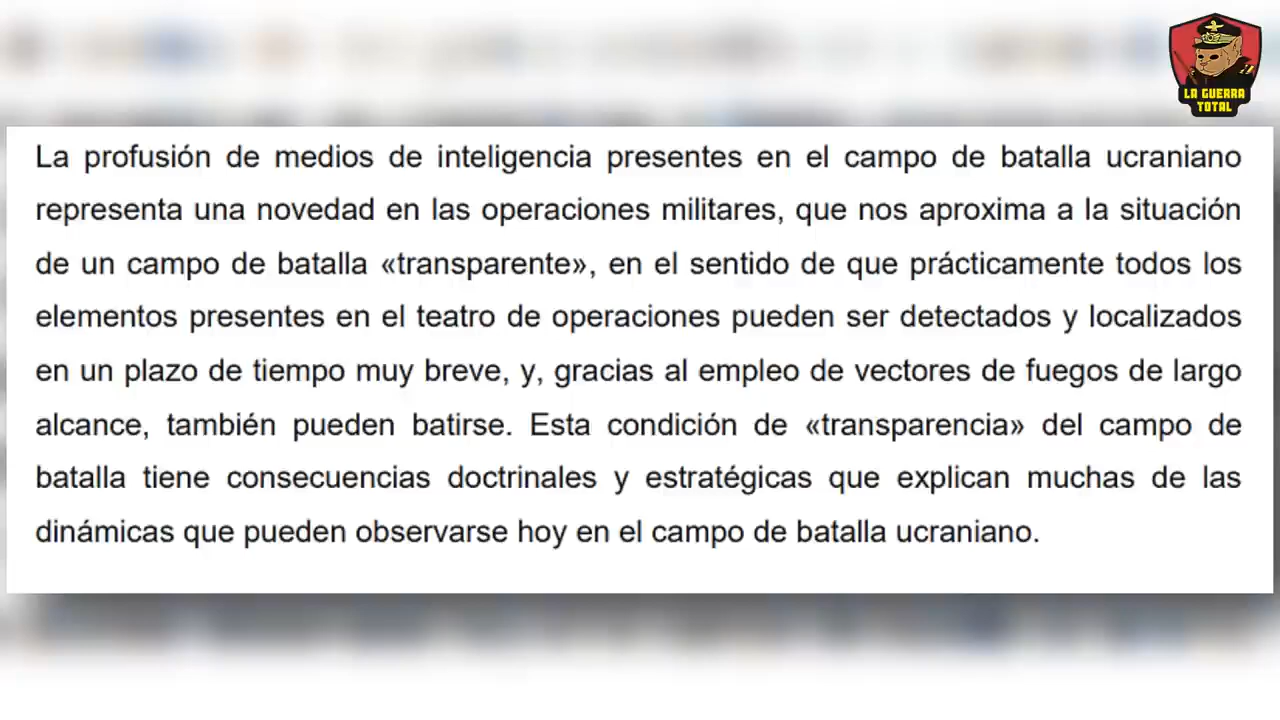 LA GUERRA
TOTAL
La profusión de medios de inteligencia presentes en el campo de batalla ucraniano
representa una novedad en las operaciones militares, que nos aproxima a la situación
de un campo de batalla «transparente», en el sentido de que prácticamente todos los
elementos presentes en el teatro de operaciones pueden ser detectados y localizados
en un plazo de tiempo muy breve, y, gracias al empleo de vectores de fuegos de largo
alcance, también pueden batirse. Esta condición de «transparencia» del campo de
batalla tiene consecuencias doctrinales y estratégicas que explican muchas de las
dinámicas que pueden observarse hoy en el campo de batalla ucraniano.